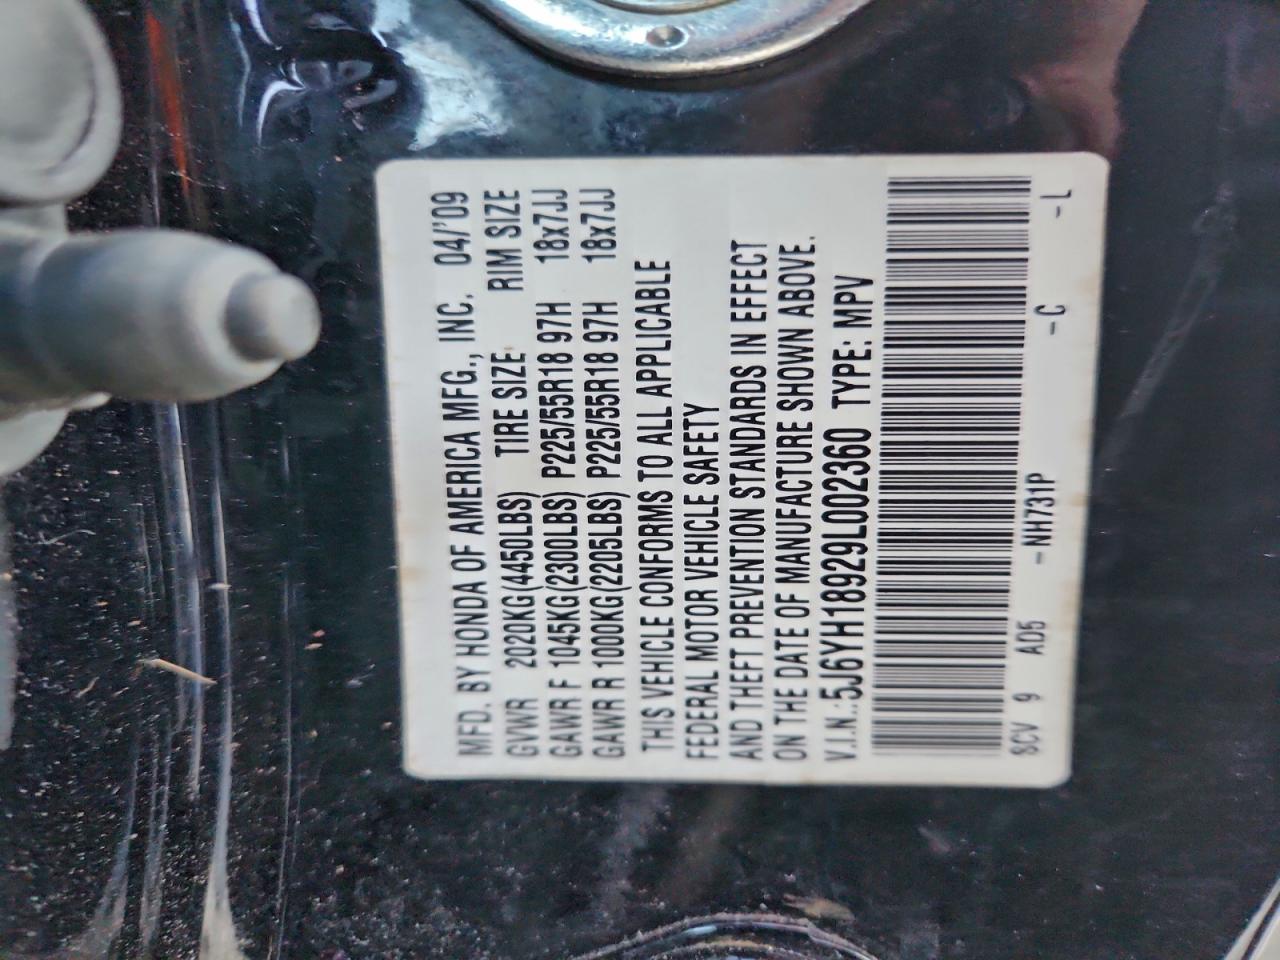 MFD. BY HONDA OF AMERICA MFG., INC. 04/'09
GVWR 2020KG(4450LBS) TIRE SIZE RIM SIZE
GAWR F 1045KG(2300LBS) P225/55R18 97H 18x7JJ
GAWR R 1000KG(2205LBS) P225/55R18 97H 18x7JJ
THIS VEHICLE CONFORMS TO ALL APPLICABLE
FEDERAL MOTOR VEHICLE SAFETY
AND THEFT PREVENTION STANDARDS IN EFFECT
ON THE DATE OF MANUFACTURE SHOWN ABOVE.
V.I.N.:5J6YH18929L002360 TYPE: MPV
SCV 9 AD5 -NH731P -C -L